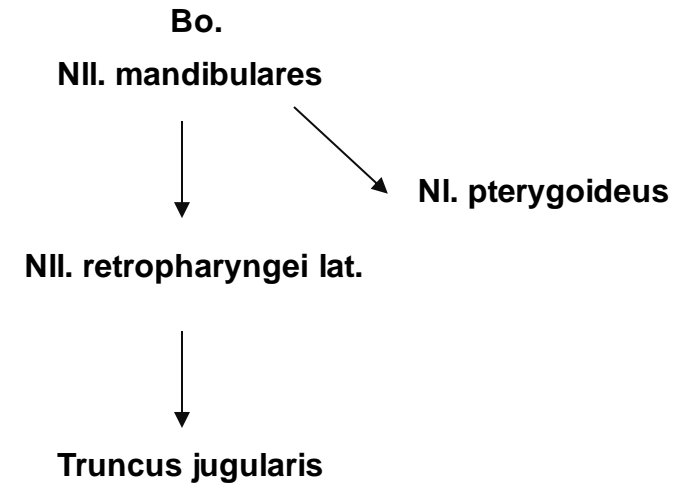 Bo.
Nll. mandibulares
Nl. pterygoideus
Nll. retropharyngei lat.
Truncus jugularis